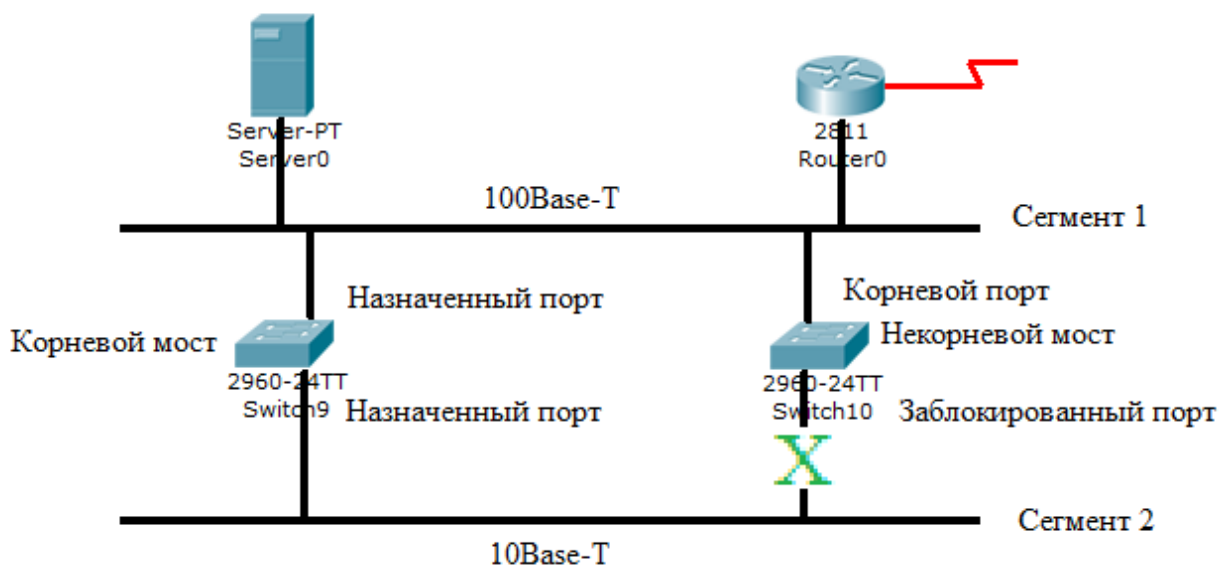 Server-PT
Server0
2811
Router0
100Base-T
Сегмент 1
Назначенный порт
Корневой порт
Корневой мост
Некорневой мост
2960-24TT
Switch9
Назначенный порт
2960-24TT
Switch10
Заблокированный порт
X
Сегмент 2
10Base-T